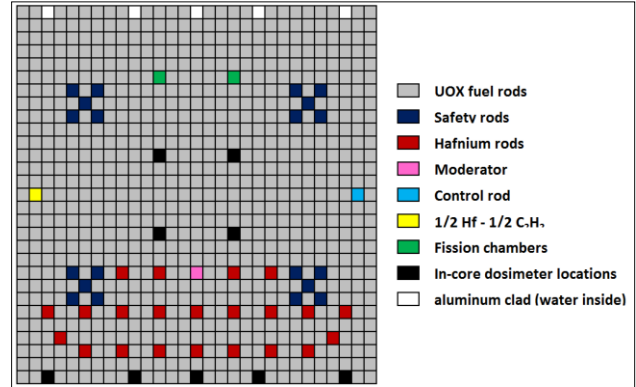 UOX fuel rods
Safety rods
Hafnium rods
Moderator
Control rod
1/2 Hf - 1/2 C₂H₂
Fission chambers
In-core dosimeter locations
aluminum clad (water inside)